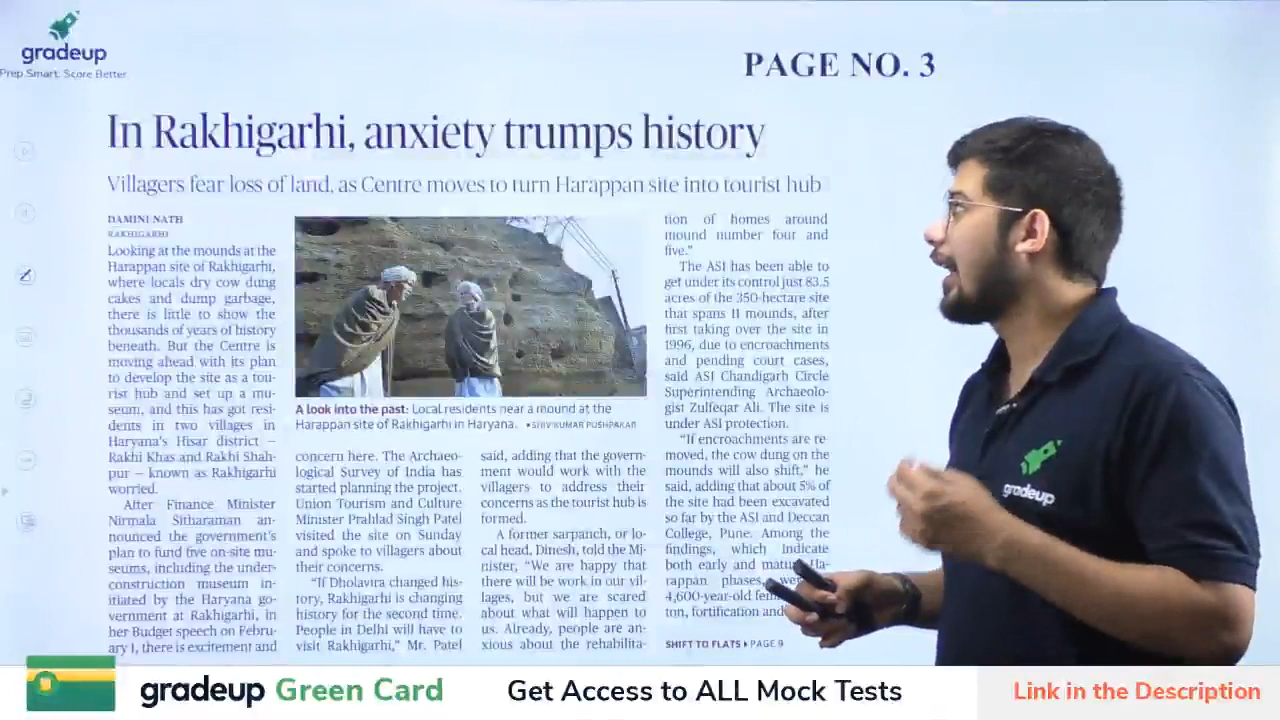 gradeup
Prep Smart. Score Better
PAGE NO. 3
In Rakhigarhi, anxiety trumps history
Villagers fear loss of land, as Centre moves to turn Harappan site into tourist hub
DAMINI NATH
RAKHIGARHI
Looking at the mounds at the
Harappan site of Rakhigarhi,
where locals dry cow dung
cakes and dump garbage,
there is little to show the
thousands of years of history
beneath. But the Centre is
moving ahead with its plan
to develop the site as a tou-
rist hub and set up a mu-
seum, and this has got resi-
dents in two villages in
Haryana's Hisar district –
Rakhi Khas and Rakhi Shah-
pur – known as Rakhigarhi
worried.
After Finance Minister
Nirmala Sitharaman an-
nounced the government's
plan to fund five on-site mu-
seums, including the under-
construction museum in-
itiated by the Haryana go-
vernment at Rakhigarhi, in
her Budget speech on Febru-
ary 1, there is excitement and
A look into the past: Local residents near a mound at the
Harappan site of Rakhigarhi in Haryana. •SHIV KUMAR PUSHPAKAR
concern here. The Archaeo-
logical Survey of India has
started planning the project.
Union Tourism and Culture
Minister Prahlad Singh Patel
visited the site on Sunday
and spoke to villagers about
their concerns.
"If Dholavira changed his-
tory, Rakhigarhi is changing
history for the second time.
People in Delhi will have to
visit Rakhigarhi," Mr. Patel
said, adding that the govern-
ment would work with the
villagers to address their
concerns as the tourist hub is
formed.
A former sarpanch, or lo-
cal head, Dinesh, told the Mi-
nister, "We are happy that
there will be work in our vil-
lages, but we are scared
about what will happen to
us. Already, people are an-
xious about the rehabilita-
tion of homes around
mound number four and
five."
The ASI has been able to
get under its control just 83.5
acres of the 350-hectare site
that spans 11 mounds, after
first taking over the site in
1996, due to encroachments
and pending court cases,
said ASI Chandigarh Circle
Superintending Archaeolo-
gist Zulfeqar Ali. The site is
under ASI protection.
"If encroachments are re-
moved, the cow dung on the
mounds will also shift," he
said, adding that about 5% of
the site had been excavated
so far by the ASI and Deccan
College, Pune. Among the
findings, which indicate
both early and mature Ha-
rappan phases, were
4,600-year-old
ton, fortification and
SHIFT TO FLATS ▸ PAGE 9
gradeup
gradeup Green Card
Get Access to ALL Mock Tests
Link in the Description